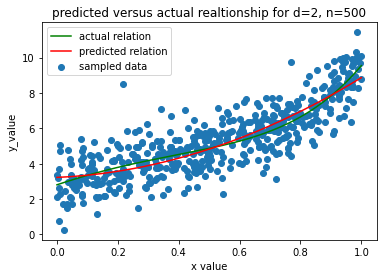 predicted versus actual realtionship for d=2, n=500
actual relation
predicted relation
sampled data
y_value
10
8
6
4
2
0
0.0 0.2 0.4 0.6 0.8 1.0
x value